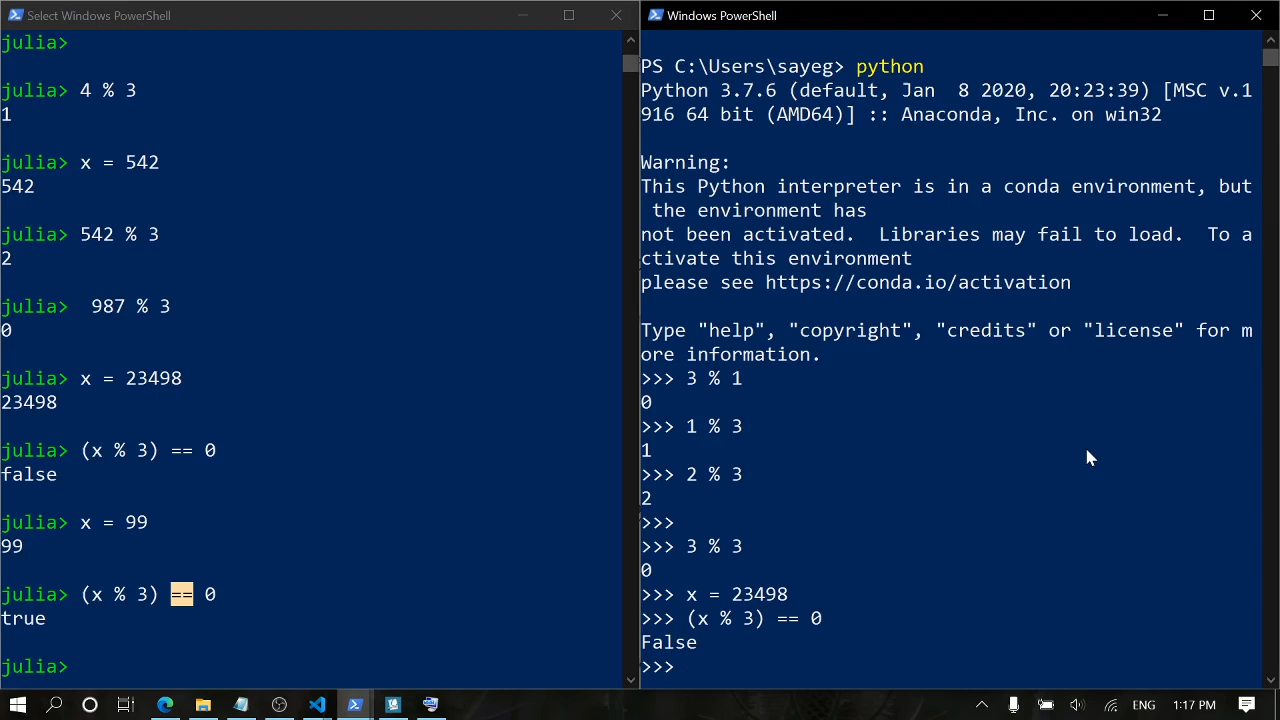 Select Windows PowerShell
julia>
julia> 4 % 3
1
julia> x = 542
542
julia> 542 % 3
2
julia>  987 % 3
0
julia> x = 23498
23498
julia> (x % 3) == 0
false
julia> x = 99
99
julia> (x % 3) == 0
true
julia>
Windows PowerShell
PS C:\Users\sayeg> python
Python 3.7.6 (default, Jan  8 2020, 20:23:39) [MSC v.1
916 64 bit (AMD64)] :: Anaconda, Inc. on win32
Warning:
This Python interpreter is in a conda environment, but
 the environment has
not been activated.  Libraries may fail to load.  To a
ctivate this environment
please see https://conda.io/activation
Type "help", "copyright", "credits" or "license" for m
ore information.
>>> 3 % 1
0
>>> 1 % 3
1
>>> 2 % 3
2
>>>
>>> 3 % 3
0
>>> x = 23498
>>> (x % 3) == 0
False
>>>
ENG 1:17 PM